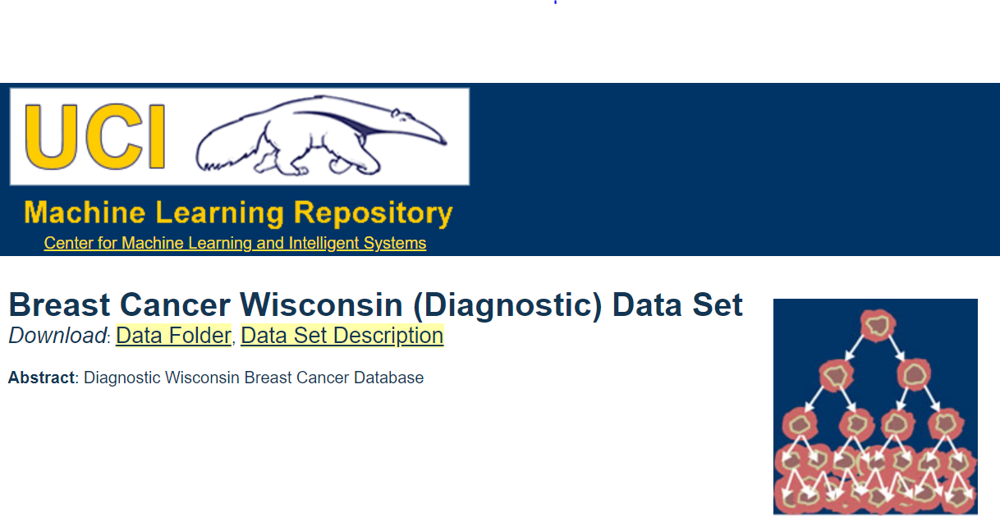 UCI
Machine Learning Repository
Center for Machine Learning and Intelligent Systems
Breast Cancer Wisconsin (Diagnostic) Data Set
Download: Data Folder, Data Set Description
Abstract: Diagnostic Wisconsin Breast Cancer Database